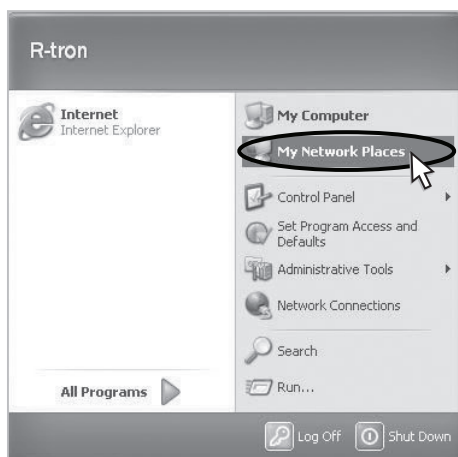 R-tron
Internet
Internet Explorer
All Programs
My Computer
My Network Places
Control Panel
Set Program Access and
Defaults
Administrative Tools
Network Connections
Search
Run...
Log Off
Shut Down